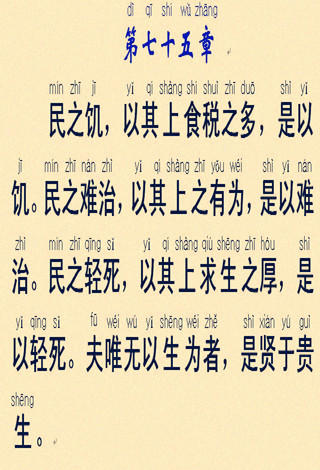 dì qī shí wǔ zhāng
第七十五章
mín zhī jī yǐ qí shàng shí shuì zhī duō shì yǐ
民之饥，以其上食税之多，是以
jī mín zhī nán zhì yǐ qí shàng zhī yǒu wéi shì yǐ nán
饥。民之难治，以其上之有为，是以难
zhì mín zhī qīng sǐ yǐ qí shàng qiú shēng zhī hòu shì
治。民之轻死，以其上求生之厚，是
yǐ qīng sǐ fū wéi wú yǐ shēng wéi zhě shì xián yú guì
以轻死。夫唯无以生为者，是贤于贵
shēng
生。